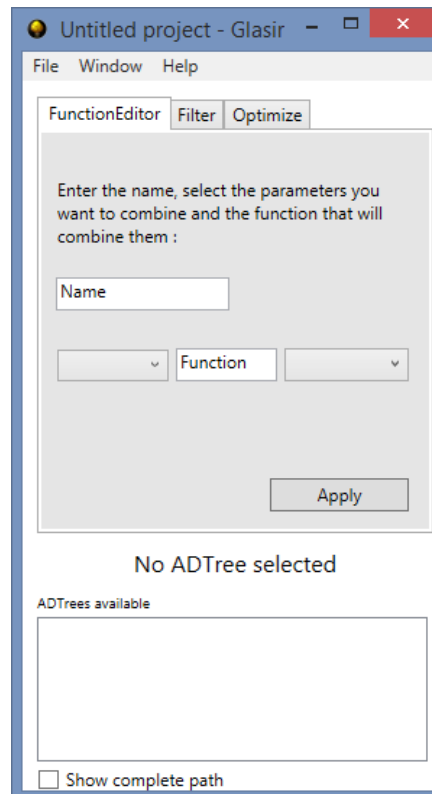 Untitled project - Glasir
File Window Help
FunctionEditor Filter Optimize
Enter the name, select the parameters you
want to combine and the function that will
combine them :
Name
Function
Apply
No ADTree selected
ADTrees available
Show complete path